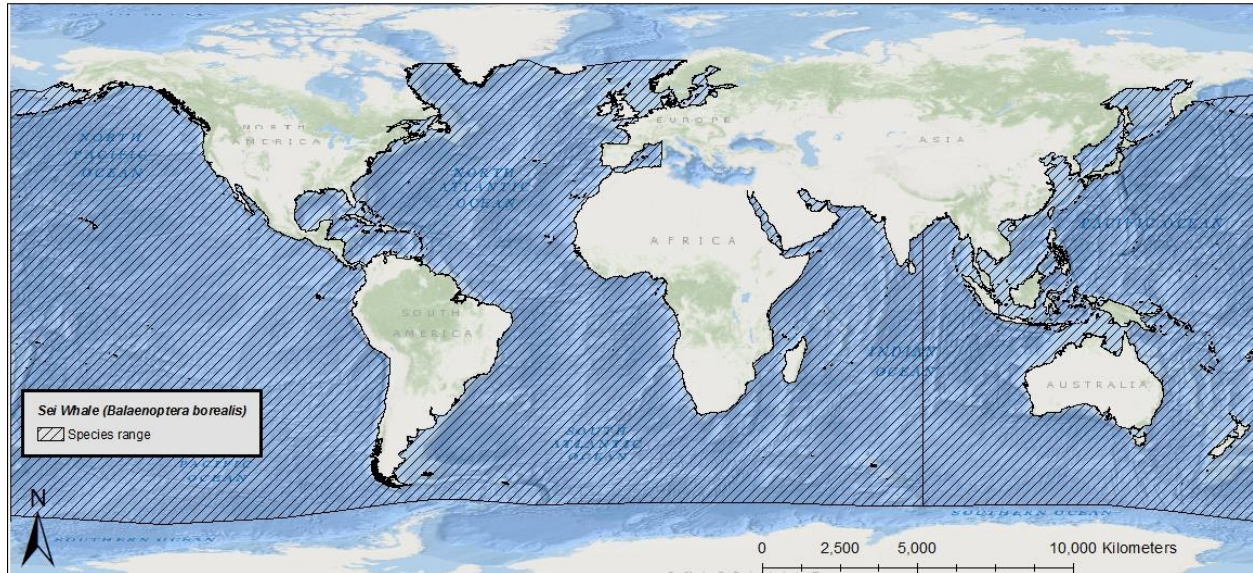 NORTH
PACIFIC
OCEAN
NORTH
AMERICA
NORTH
ATLANTIC
OCEAN
EUROPE
ASIA
PACIFIC OCEAN
AFRICA
SOUTH
AMERICA
INDIAN
OCEAN
AUSTRALIA
Sei Whale (Balaenoptera borealis)
Species range
SOUTH
ATLANTIC
OCEAN
PACIFIC
OCEAN
N
SOUTHERN OCEAN
SOUTHERN OCEAN
0 2,500 5,000 10,000 Kilometers